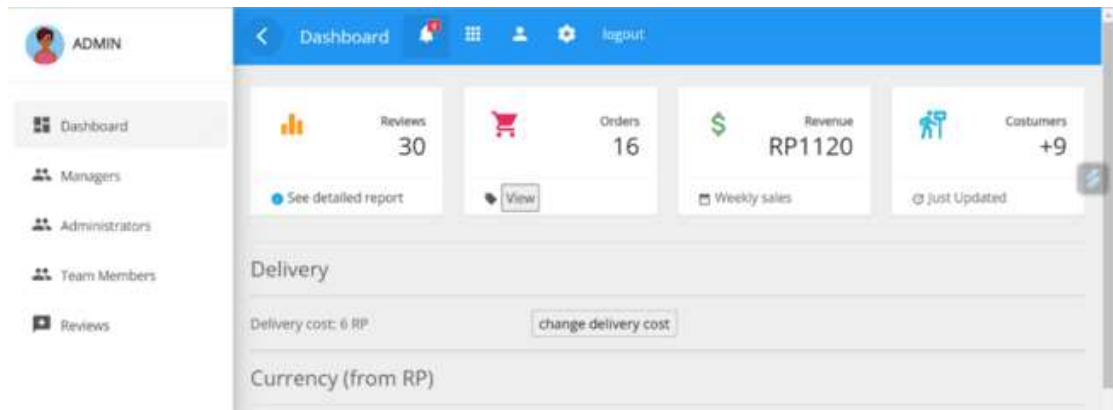 ADMIN
Dashboard
Managers
Administrators
Team Members
Reviews
Dashboard
logout
Reviews
30
See detailed report
Orders
16
View
Revenue
RP1120
Weekly sales
Costumers
+9
Just Updated
Delivery
Delivery cost: 6 RP
change delivery cost
Currency (from RP)